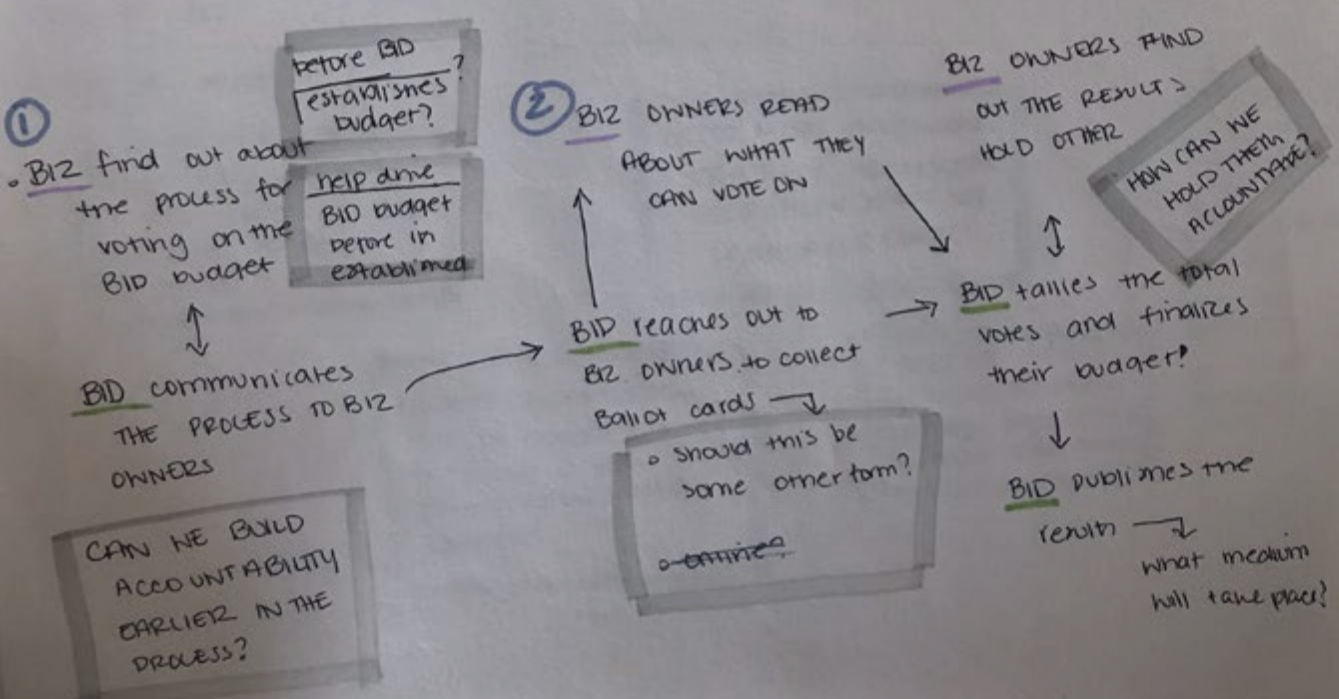 ①
before BID
establishes?
budget?
• BIZ find out about
the process for
voting on the
BID budget
help drive
BID budget
before in
established
BID communicates
THE PROCESS TO BIZ
OWNERS
CAN WE BUILD
ACCOUNTABILITY
EARLIER IN THE
PROCESS?
②
BIZ OWNERS READ
ABOUT WHAT THEY
CAN VOTE ON
BID reaches out to
BIZ owners to collect
Ballot cards
o should this be
some other form?
BIZ OWNERS FIND
OUT THE RESULTS
HOLD OTHER
HOW CAN WE
HOLD THEM
ACCOUNTABLE?
BID tallies the total
votes and finalizes
their budget!
BID publishes the
results
what medium
will take place?